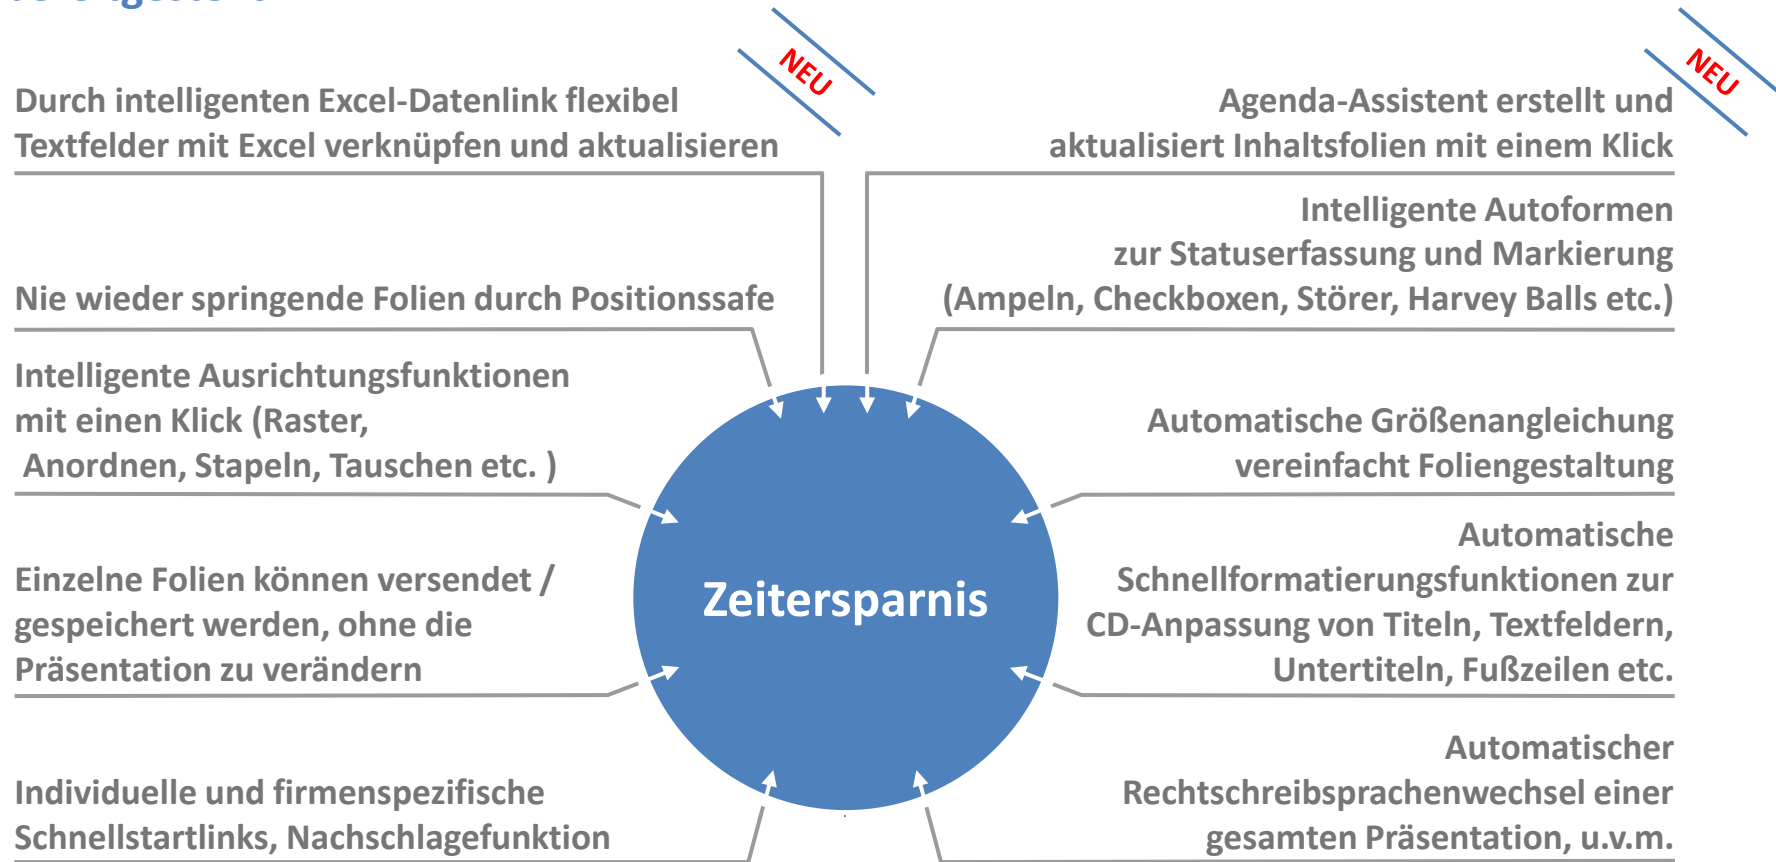 NEU
NEU
Durch intelligenten Excel-Datenlink flexibel
Textfelder mit Excel verknüpfen und aktualisieren
Agenda-Assistent erstellt und
aktualisiert Inhaltsfolien mit einem Klick
Nie wieder springende Folien durch Positionssafe
Intelligente Autoformen
zur Statuserfassung und Markierung
(Ampeln, Checkboxen, Störer, Harvey Balls etc.)
Intelligente Ausrichtungsfunktionen
mit einen Klick (Raster,
Anordnen, Stapeln, Tauschen etc. )
Automatische Größenangleichung
vereinfacht Foliengestaltung
Zeitersparnis
Einzelne Folien können versendet /
gespeichert werden, ohne die
Präsentation zu verändern
Automatische
Schnellformatierungsfunktionen zur
CD-Anpassung von Titeln, Textfeldern,
Untertiteln, Fußzeilen etc.
Individuelle und firmenspezifische
Schnellstartlinks, Nachschlagefunktion
Automatischer
Rechtschreibsprachenwechsel einer
gesamten Präsentation, u.v.m.